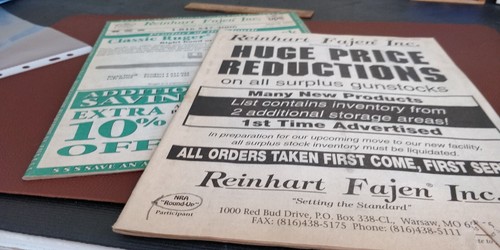 Reinhart Fajen Inc.
Classic Ruger
ADDITIO
SAVIN
EXTRA
10%
OFF
Reinhart Fajen Inc.
HUGE PRICE
REDUCTIONS
on all surplus gunstocks
Many New Products
List contains inventory from
2 additional storage areas!
1st Time Advertised
In preparation for our upcoming move to our new facility,
all surplus stock inventory must be liquidated.
ALL ORDERS TAKEN FIRST COME, FIRST SER
Reinhart Fajen Inc
"Setting the Standard"
NRA
"Round-Up"
Participant
1000 Red Bud Drive, P.O. Box 338-CL, Warsaw, MO 6
FAX: (816)438-5175 Phone: (816)438-5111